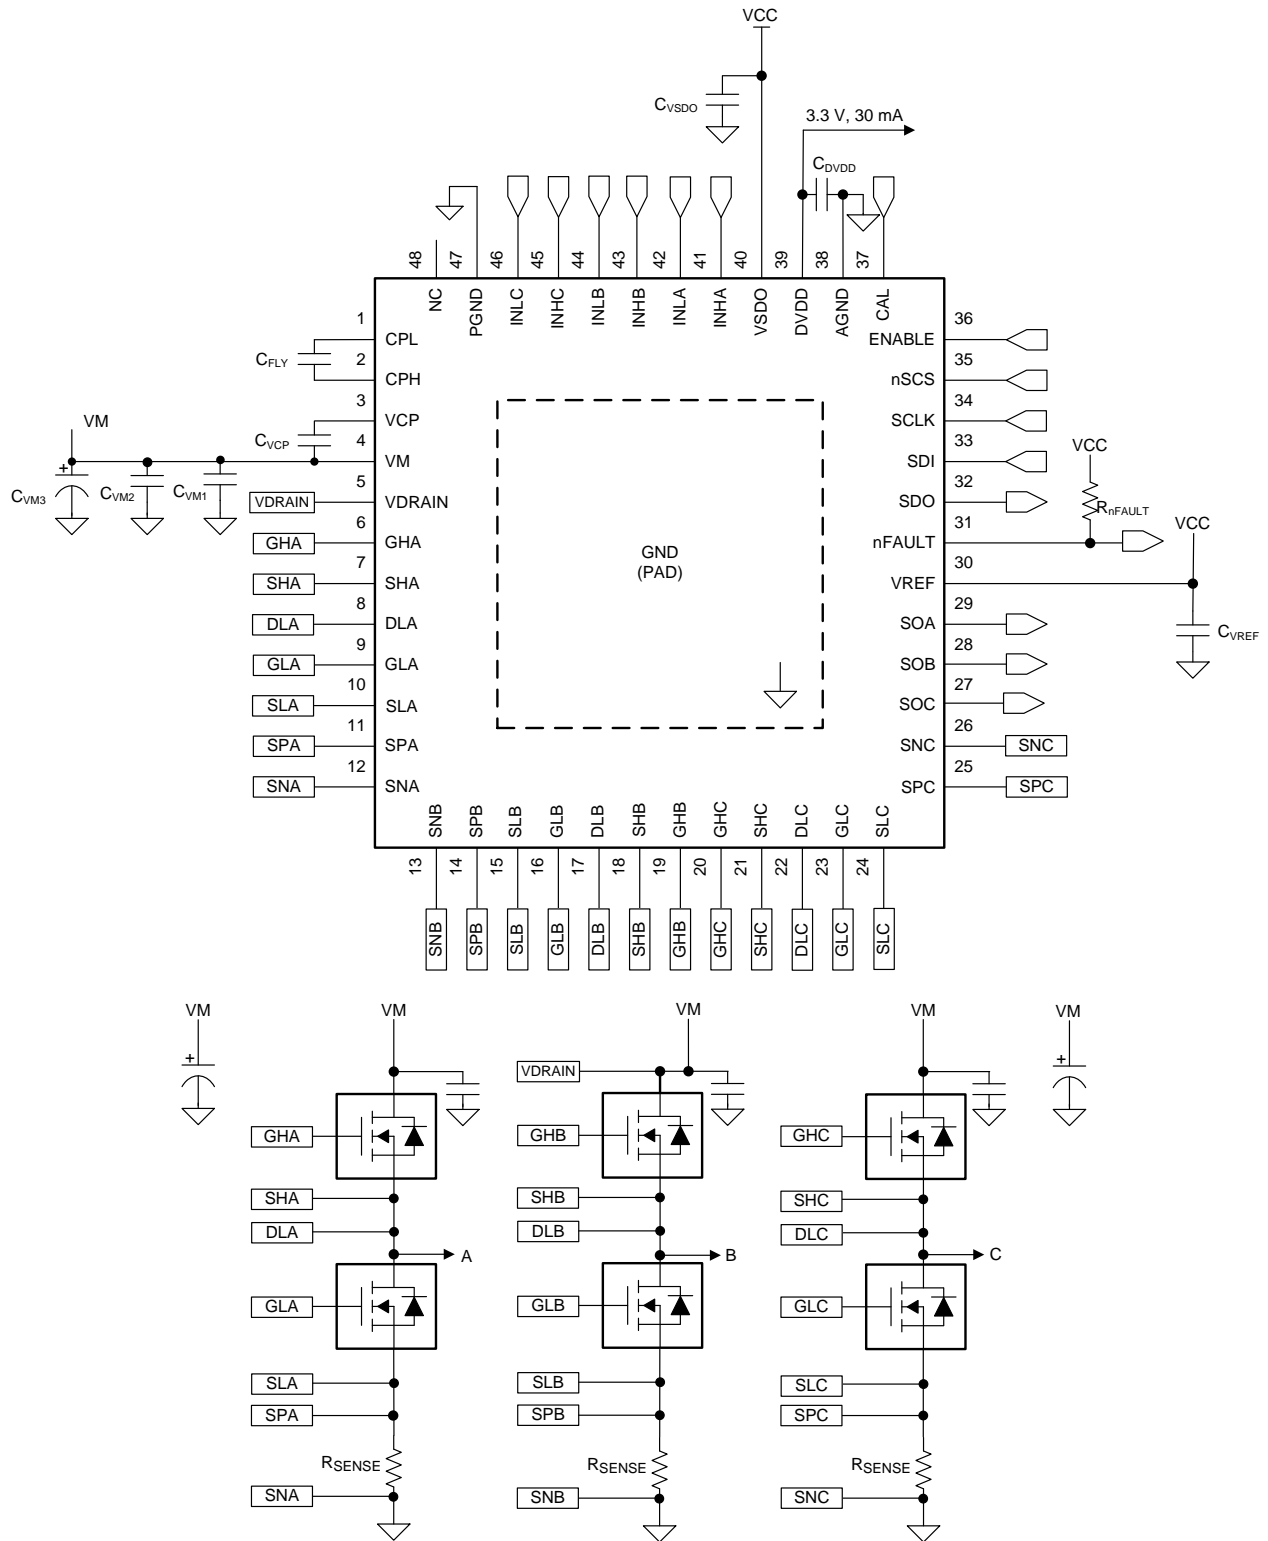 VCC
CVSDO
3.3 V, 30 mA
CDVDD
48 47 46 45 44 43 42 41 40 39 38 37
NC PGND INLC INHC INLB INHB INLA INHA VSDO DVDD AGND CAL
1 CPL
CFLY
2 CPH
3 VCP
CVCP
VM
4 VM
CVM3 CVM2 CVM1
5 VDRAIN VDRAIN
6 GHA GHA
7 SHA SHA
8 DLA DLA
9 GLA GLA
10 SLA SLA
11 SPA SPA
12 SNA SNA
GND
(PAD)
36 ENABLE
35 nSCS
34 SCLK
33 SDI
32 SDO
VCC
RnFAULT
31 nFAULT
VCC
30 VREF
CVREF
29 SOA
28 SOB
27 SOC
26 SNC SNC
25 SPC SPC
SNB SPB SLB GLB DLB SHB GHB GHC SHC DLC GLC SLC
13 14 15 16 17 18 19 20 21 22 23 24
SNB SPB SLB GLB DLB SHB GHB GHC SHC DLC GLC SLC
VM
+
VM
GHA
SHA
DLA
A
GLA
SLA
SPA
RSENSE
SNA
VM
VDRAIN
GHB
SHB
DLB
B
GLB
SLB
SPB
RSENSE
SNB
VM
GHC
SHC
DLC
C
GLC
SLC
SPC
RSENSE
SNC
VM
+